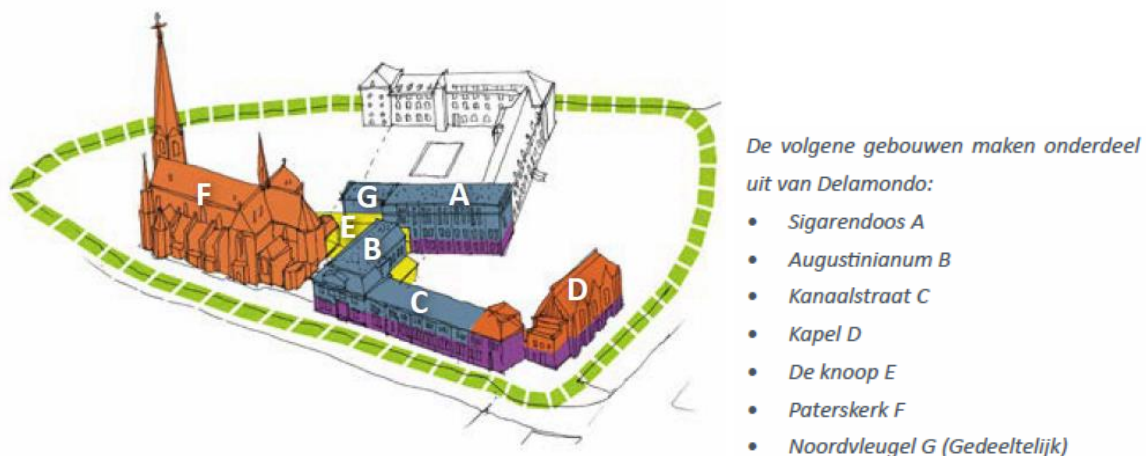 F
G
A
E
B
C
D
De volgene gebouwen maken onderdeel
uit van Delamondo:
• Sigarendoos A
• Augustinianum B
• Kanaalstraat C
• Kapel D
• De knoop E
• Paterskerk F
• Noordvleugel G (Gedeeltelijk)